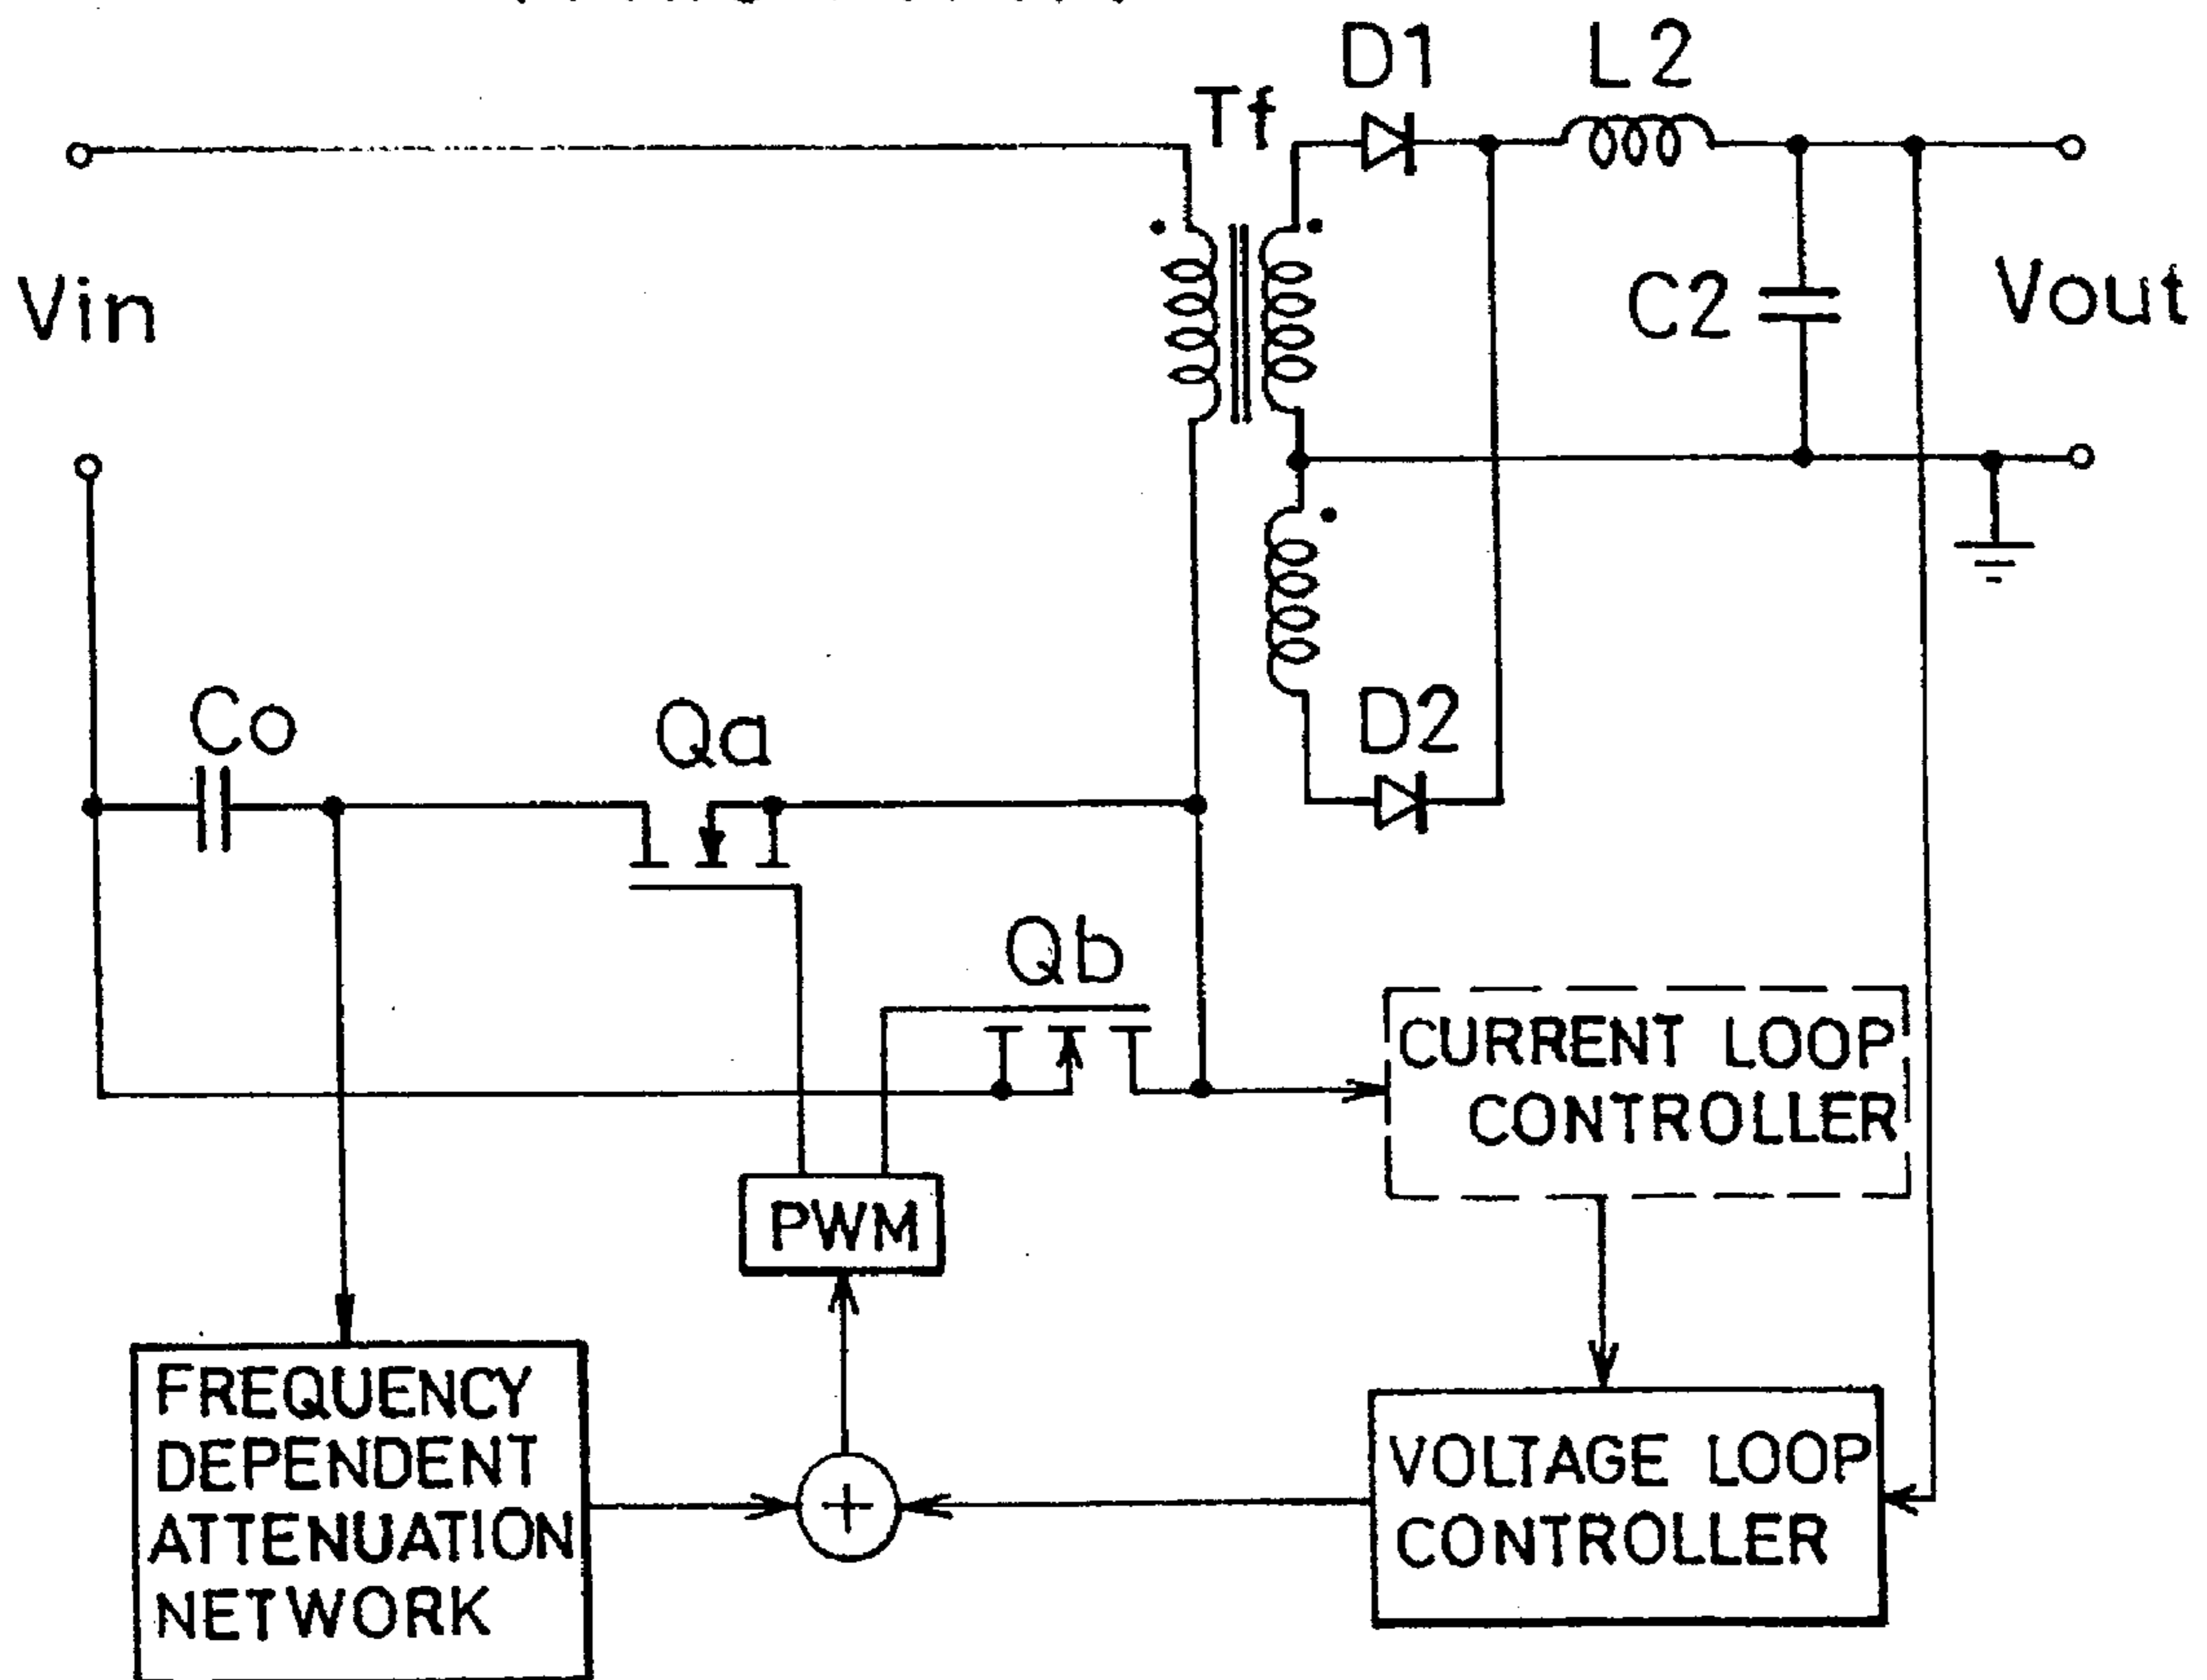 D1
L2
Tf
Vin
C2
Vout
Co
Qa
D2
Qb
CURRENT LOOP
CONTROLLER
PWM
FREQUENCY
DEPENDENT
ATTENUATION
NETWORK
+
VOLTAGE LOOP
CONTROLLER